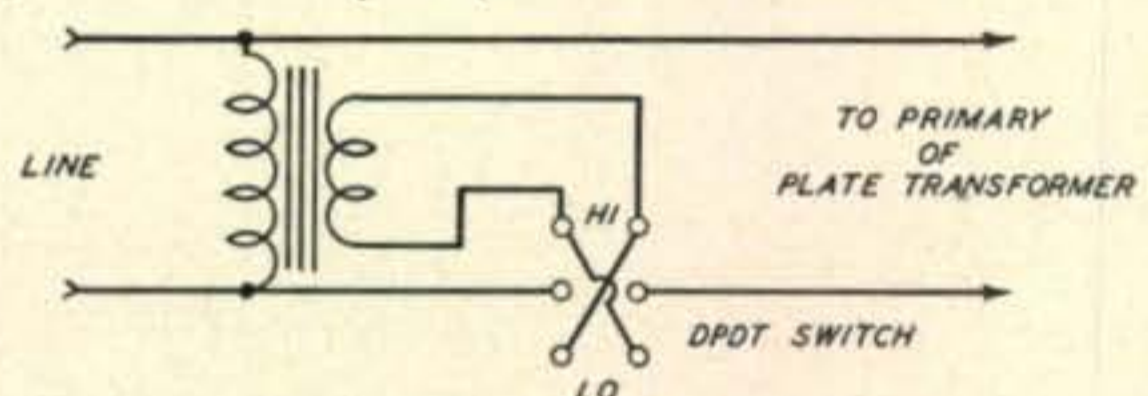 LINE
TO PRIMARY
OF
PLATE TRANSFORMER
HI
DPDT SWITCH
LO